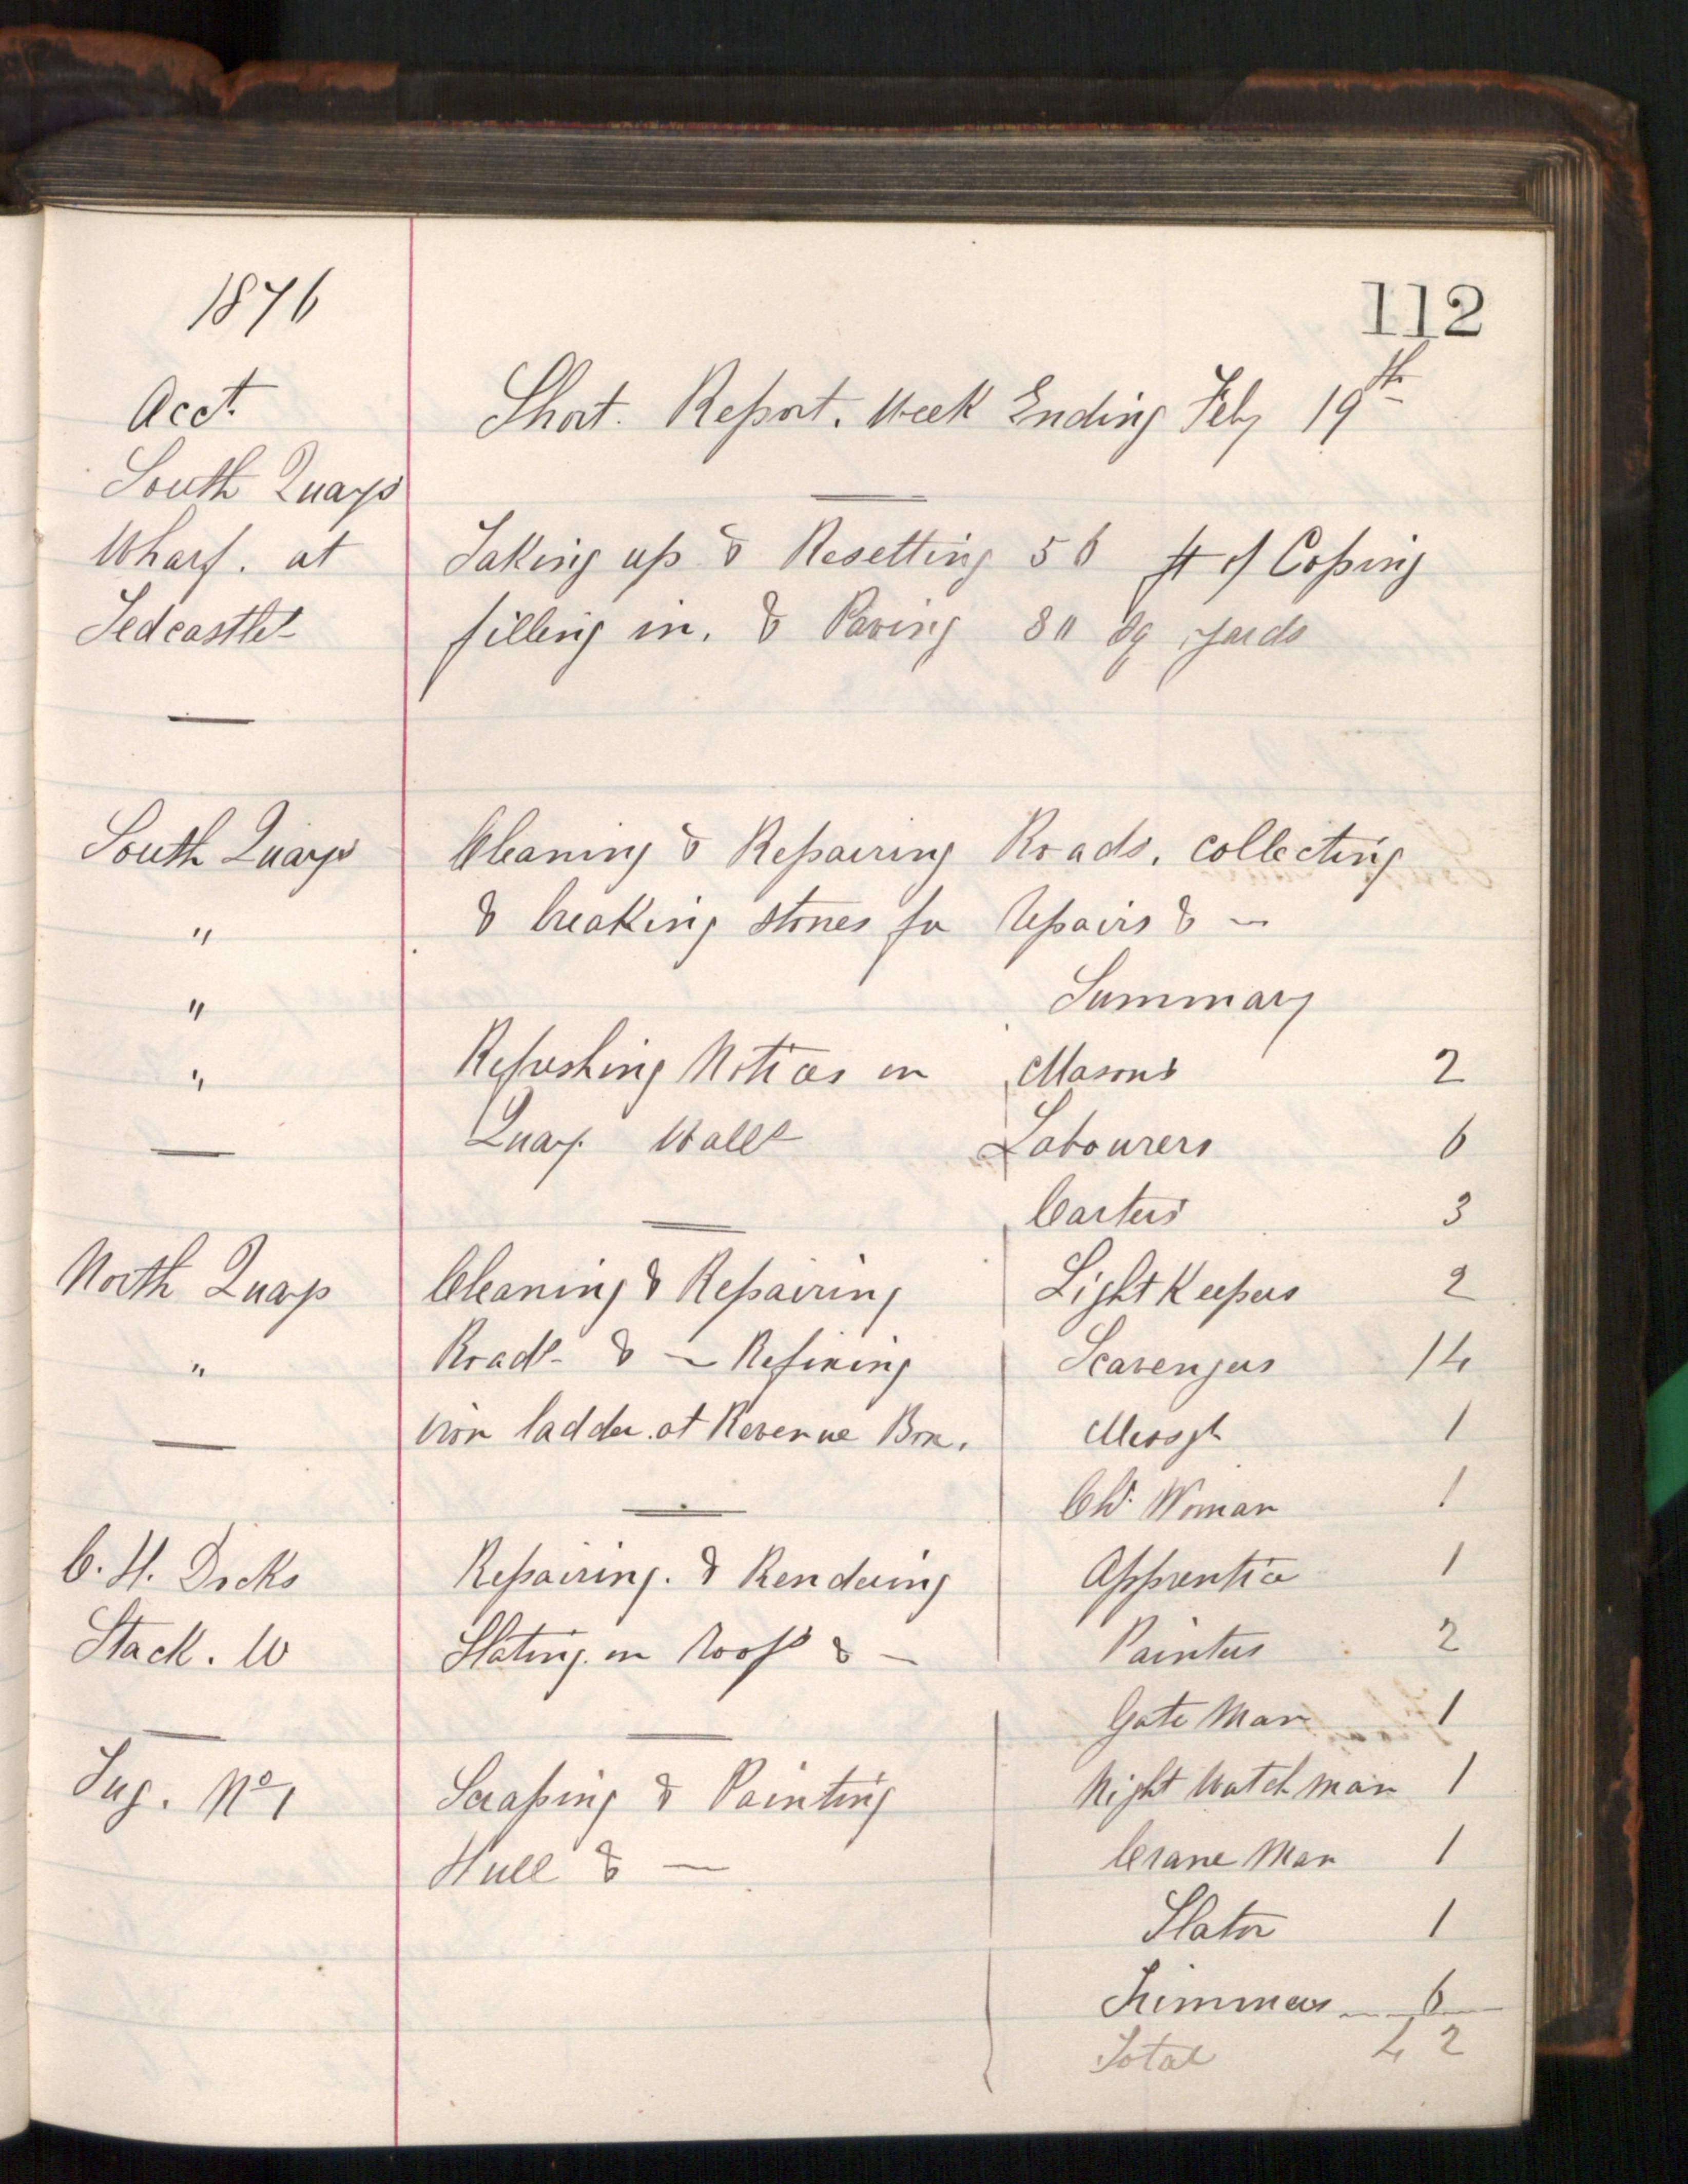 1876
112
Acct.
Short. Report. Week Ending Feby 19th
South Quays
Wharf. at Taking up & Resetting 56 ft of Coping
Tedcastles filling in. & Paving 80 Sq yards
South Quays Cleaning & Repairing Roads. collecting
" & breaking stones for repairs & —
" Summary
" Refreshing Notices on Masons 2
Quay Walls Labourers 6
Carters 3
North Quays Cleaning & Repairing Light Keepers 2
" Roads & — Refixing Scavengers 14
iron ladder at Revenue Box. Messgr 1
Chr Woman 1
C. H. Docks Repairing. & Rendering Apprentice 1
Stack. W Slating on roofs & — Painters 2
Gate Man 1
Tug. No 1 Scraping & Painting Night Watch man 1
Hull & — Crane Man 1
Slator 1
Trimmers 6
Total 42